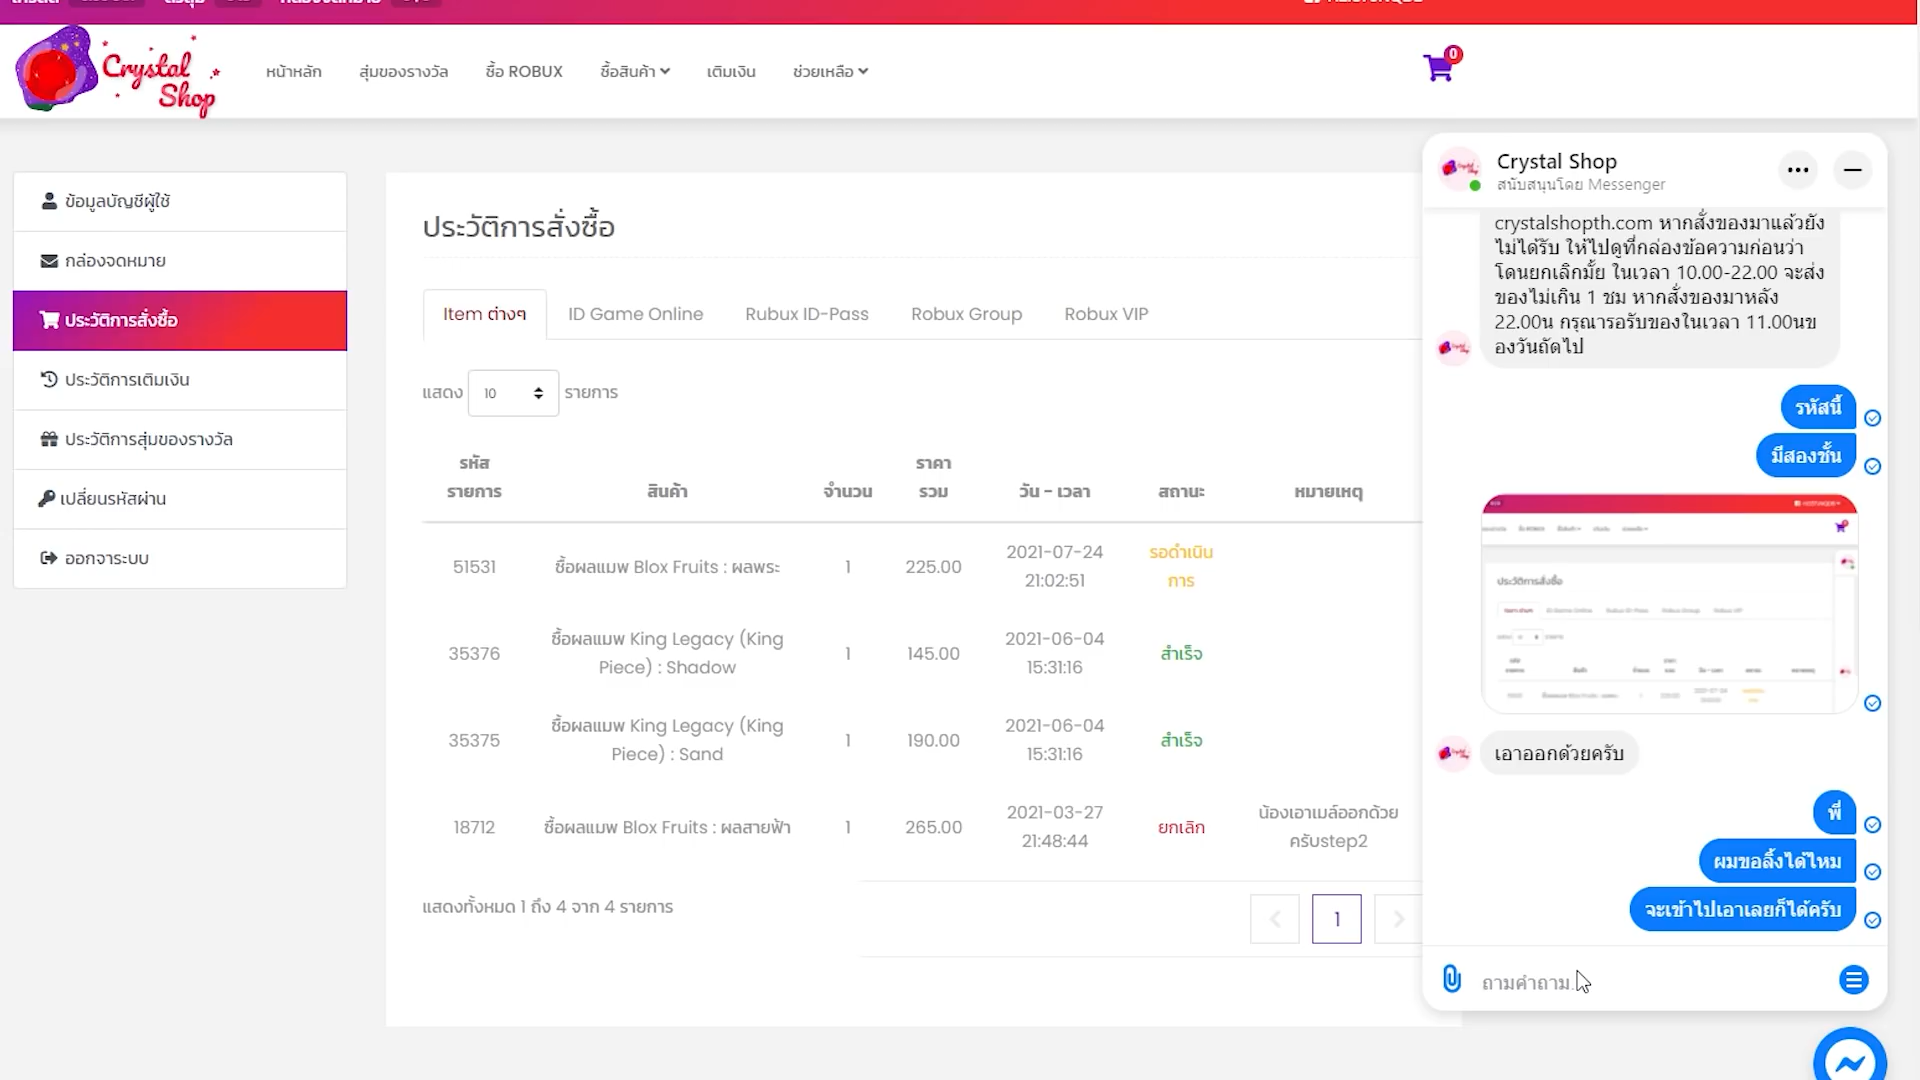 Crystal Shop
หน้าหลัก
สุ่มของรางวัล
ซื้อ ROBUX
ซื้อสินค้า
เติมเงิน
ช่วยเหลือ
0
ข้อมูลบัญชีผู้ใช้
กล่องจดหมาย
ประวัติการสั่งซื้อ
ประวัติการเติมเงิน
ประวัติการสุ่มของรางวัล
เปลี่ยนรหัสผ่าน
ออกจาระบบ
ประวัติการสั่งซื้อ
Item ต่างๆ
ID Game Online
Rubux ID-Pass
Robux Group
Robux VIP
แสดง 10 รายการ
รหัส
รายการ
สินค้า
จำนวน
ราคา
รวม
วัน - เวลา
สถานะ
หมายเหตุ
51531
ซื้อผลแมพ Blox Fruits : ผลพระ
1
225.00
2021-07-24
21:02:51
รอดำเนิน
การ
35376
ซื้อผลแมพ King Legacy (King
Piece) : Shadow
1
145.00
2021-06-04
15:31:16
สำเร็จ
35375
ซื้อผลแมพ King Legacy (King
Piece) : Sand
1
190.00
2021-06-04
15:31:16
สำเร็จ
18712
ซื้อผลแมพ Blox Fruits : ผลสายฟ้า
1
265.00
2021-03-27
21:48:44
ยกเลิก
น้องเอาเมล์ออกด้วย
ครับstep2
แสดงทั้งหมด 1 ถึง 4 จาก 4 รายการ
1
Crystal Shop
สนับสนุนโดย Messenger
crystalshopth.com หากสั่งของมาแล้วยัง
ไม่ได้รับ ให้ไปดูที่กล่องข้อความก่อนว่า
โดนยกเลิกมั้ย ในเวลา 10.00-22.00 จะส่ง
ของไม่เกิน 1 ชม หากสั่งของมาหลัง
22.00น กรุณารอรับของในเวลา 11.00นข
องวันถัดไป
รหัสนี้
มีสองชั้น
ประวัติการสั่งซื้อ
เอาออกด้วยครับ
พี่
ผมขอลิ้งได้ไหม
จะเข้าไปเอาเลยก็ได้ครับ
ถามคำถาม...